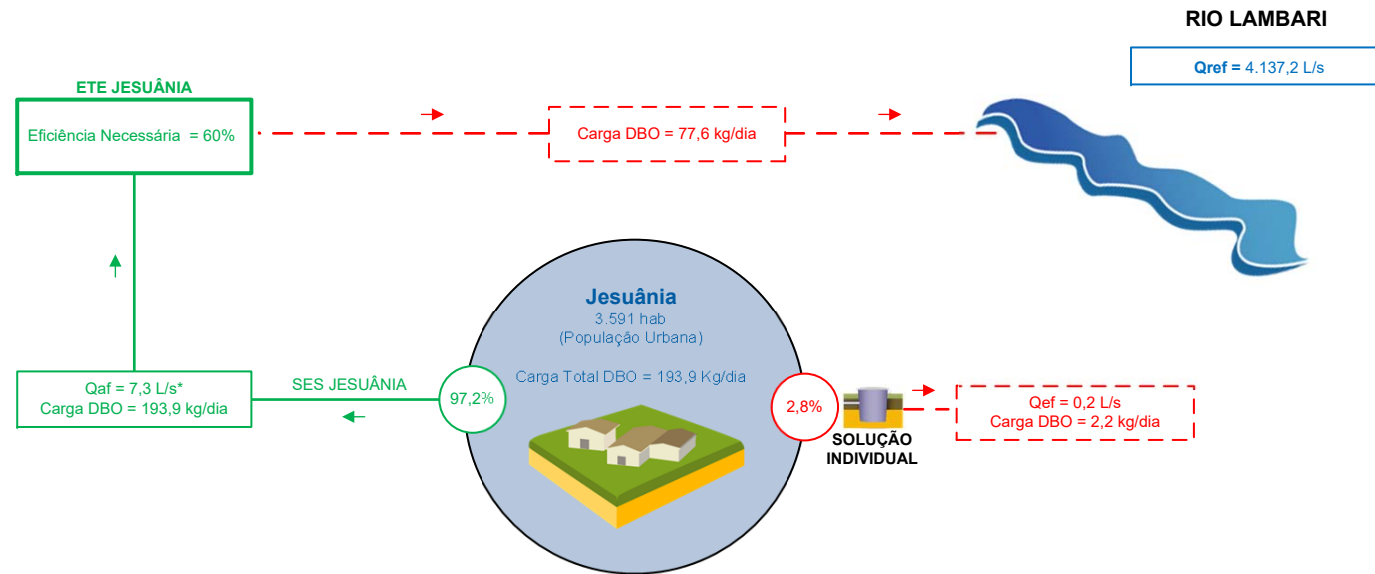 RIO LAMBARI
Qref = 4.137,2 L/s
ETE JESUÂNIA
Eficiência Necessária = 60%
Carga DBO = 77,6 kg/dia
Jesuânia
3.591 hab
(População Urbana)
Carga Total DBO = 193,9 Kg/dia
Qaf = 7,3 L/s*
Carga DBO = 193,9 kg/dia
SES JESUÂNIA
97,2%
2,8%
SOLUÇÃO
INDIVIDUAL
Qef = 0,2 L/s
Carga DBO = 2,2 kg/dia